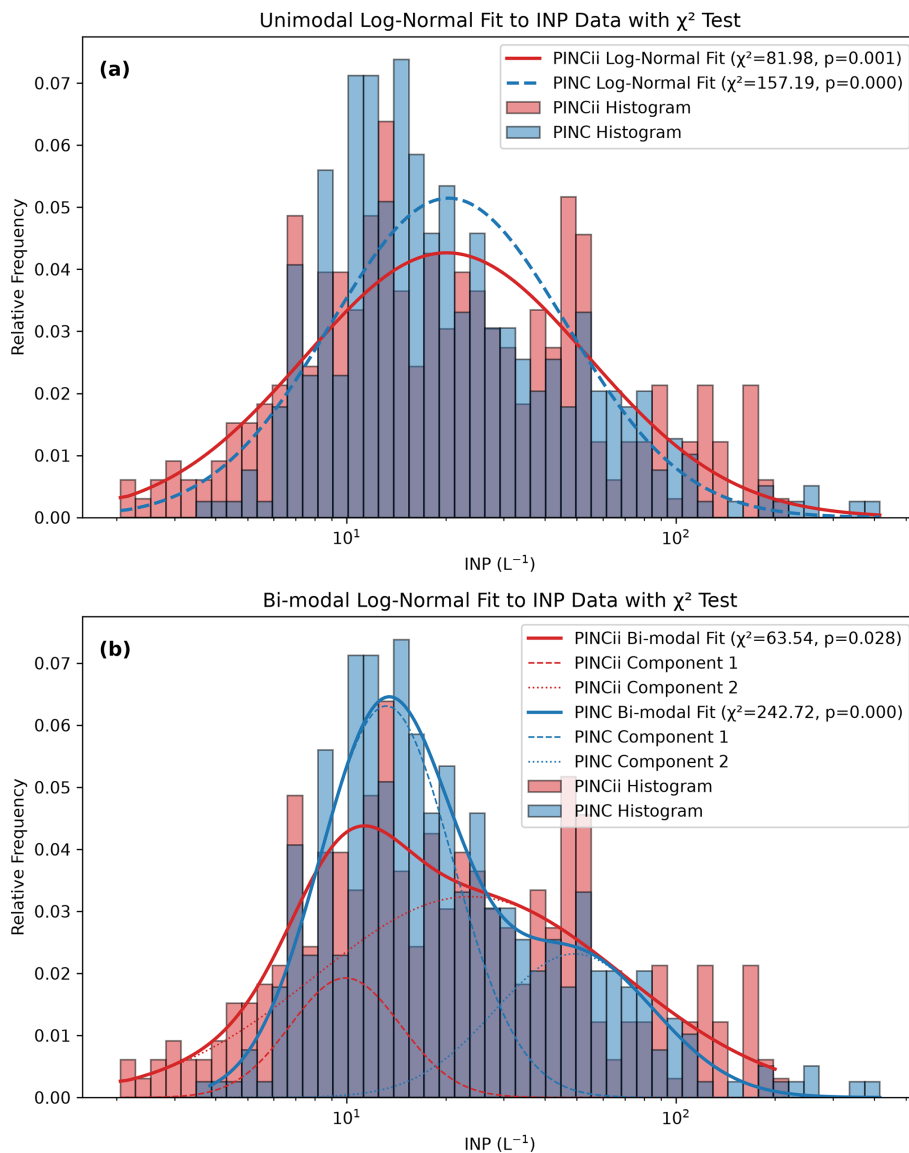 Unimodal Log-Normal Fit to INP Data with χ² Test
(a)
PINCii Log-Normal Fit (χ²=81.98, p=0.001)
PINC Log-Normal Fit (χ²=157.19, p=0.000)
PINCii Histogram
PINC Histogram
Relative Frequency
0.07
0.06
0.05
0.04
0.03
0.02
0.01
0.00
10¹
10²
INP (L⁻¹)
Bi-modal Log-Normal Fit to INP Data with χ² Test
(b)
PINCii Bi-modal Fit (χ²=63.54, p=0.028)
PINCii Component 1
PINCii Component 2
PINC Bi-modal Fit (χ²=242.72, p=0.000)
PINC Component 1
PINC Component 2
PINCii Histogram
PINC Histogram
Relative Frequency
0.07
0.06
0.05
0.04
0.03
0.02
0.01
0.00
10¹
10²
INP (L⁻¹)